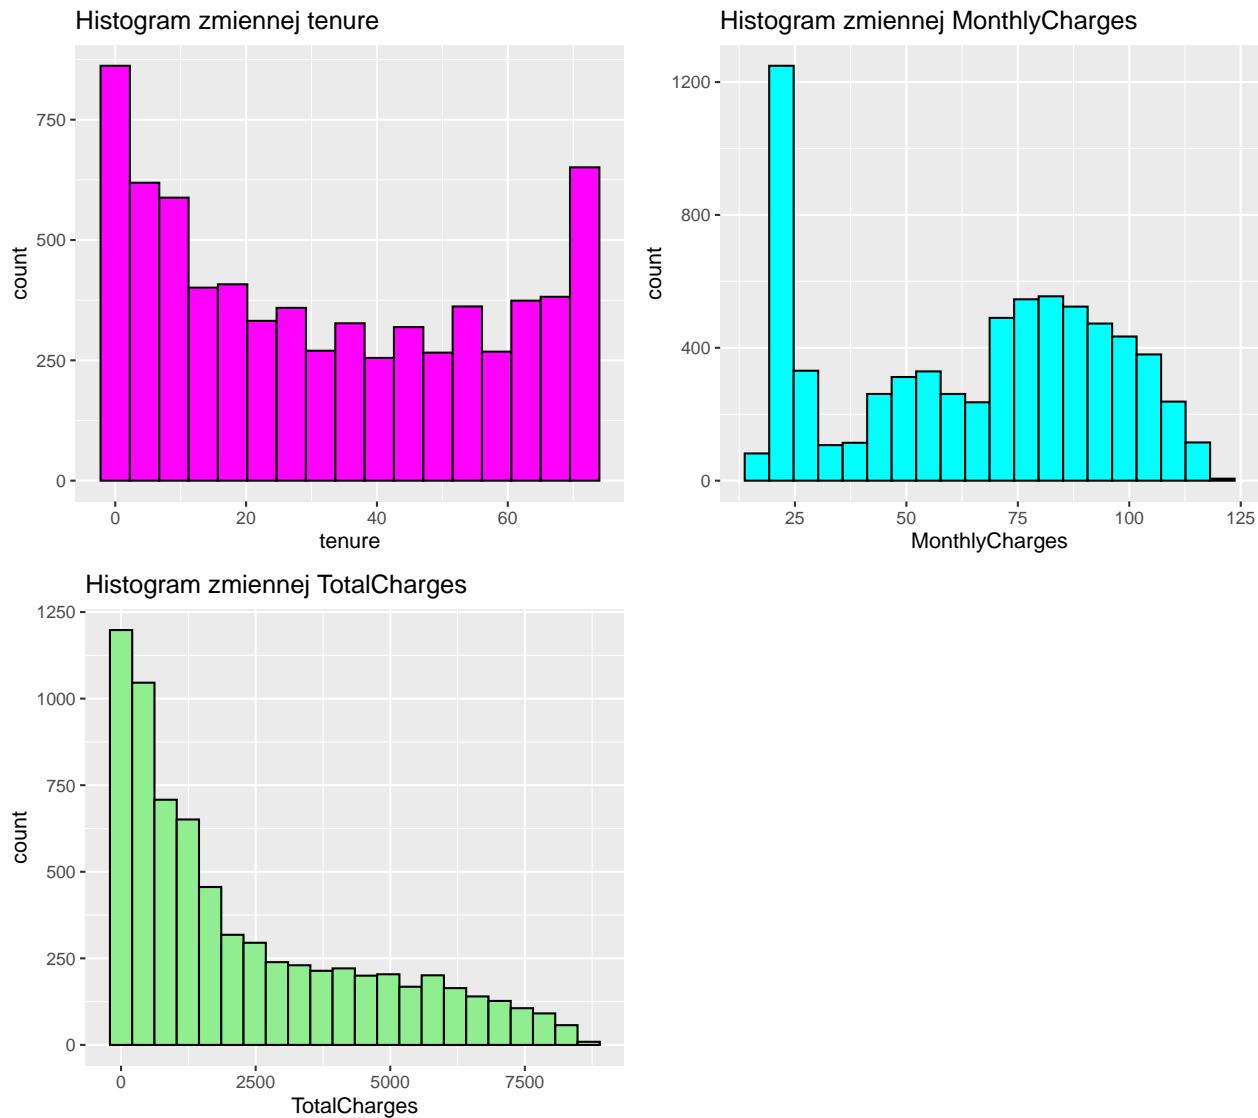 Histogram zmiennej tenure
750
500
250
0
count
0 20 40 60
tenure
Histogram zmiennej MonthlyCharges
1200
800
400
0
count
25 50 75 100 125
MonthlyCharges
Histogram zmiennej TotalCharges
1250
1000
750
500
250
0
count
0 2500 5000 7500
TotalCharges